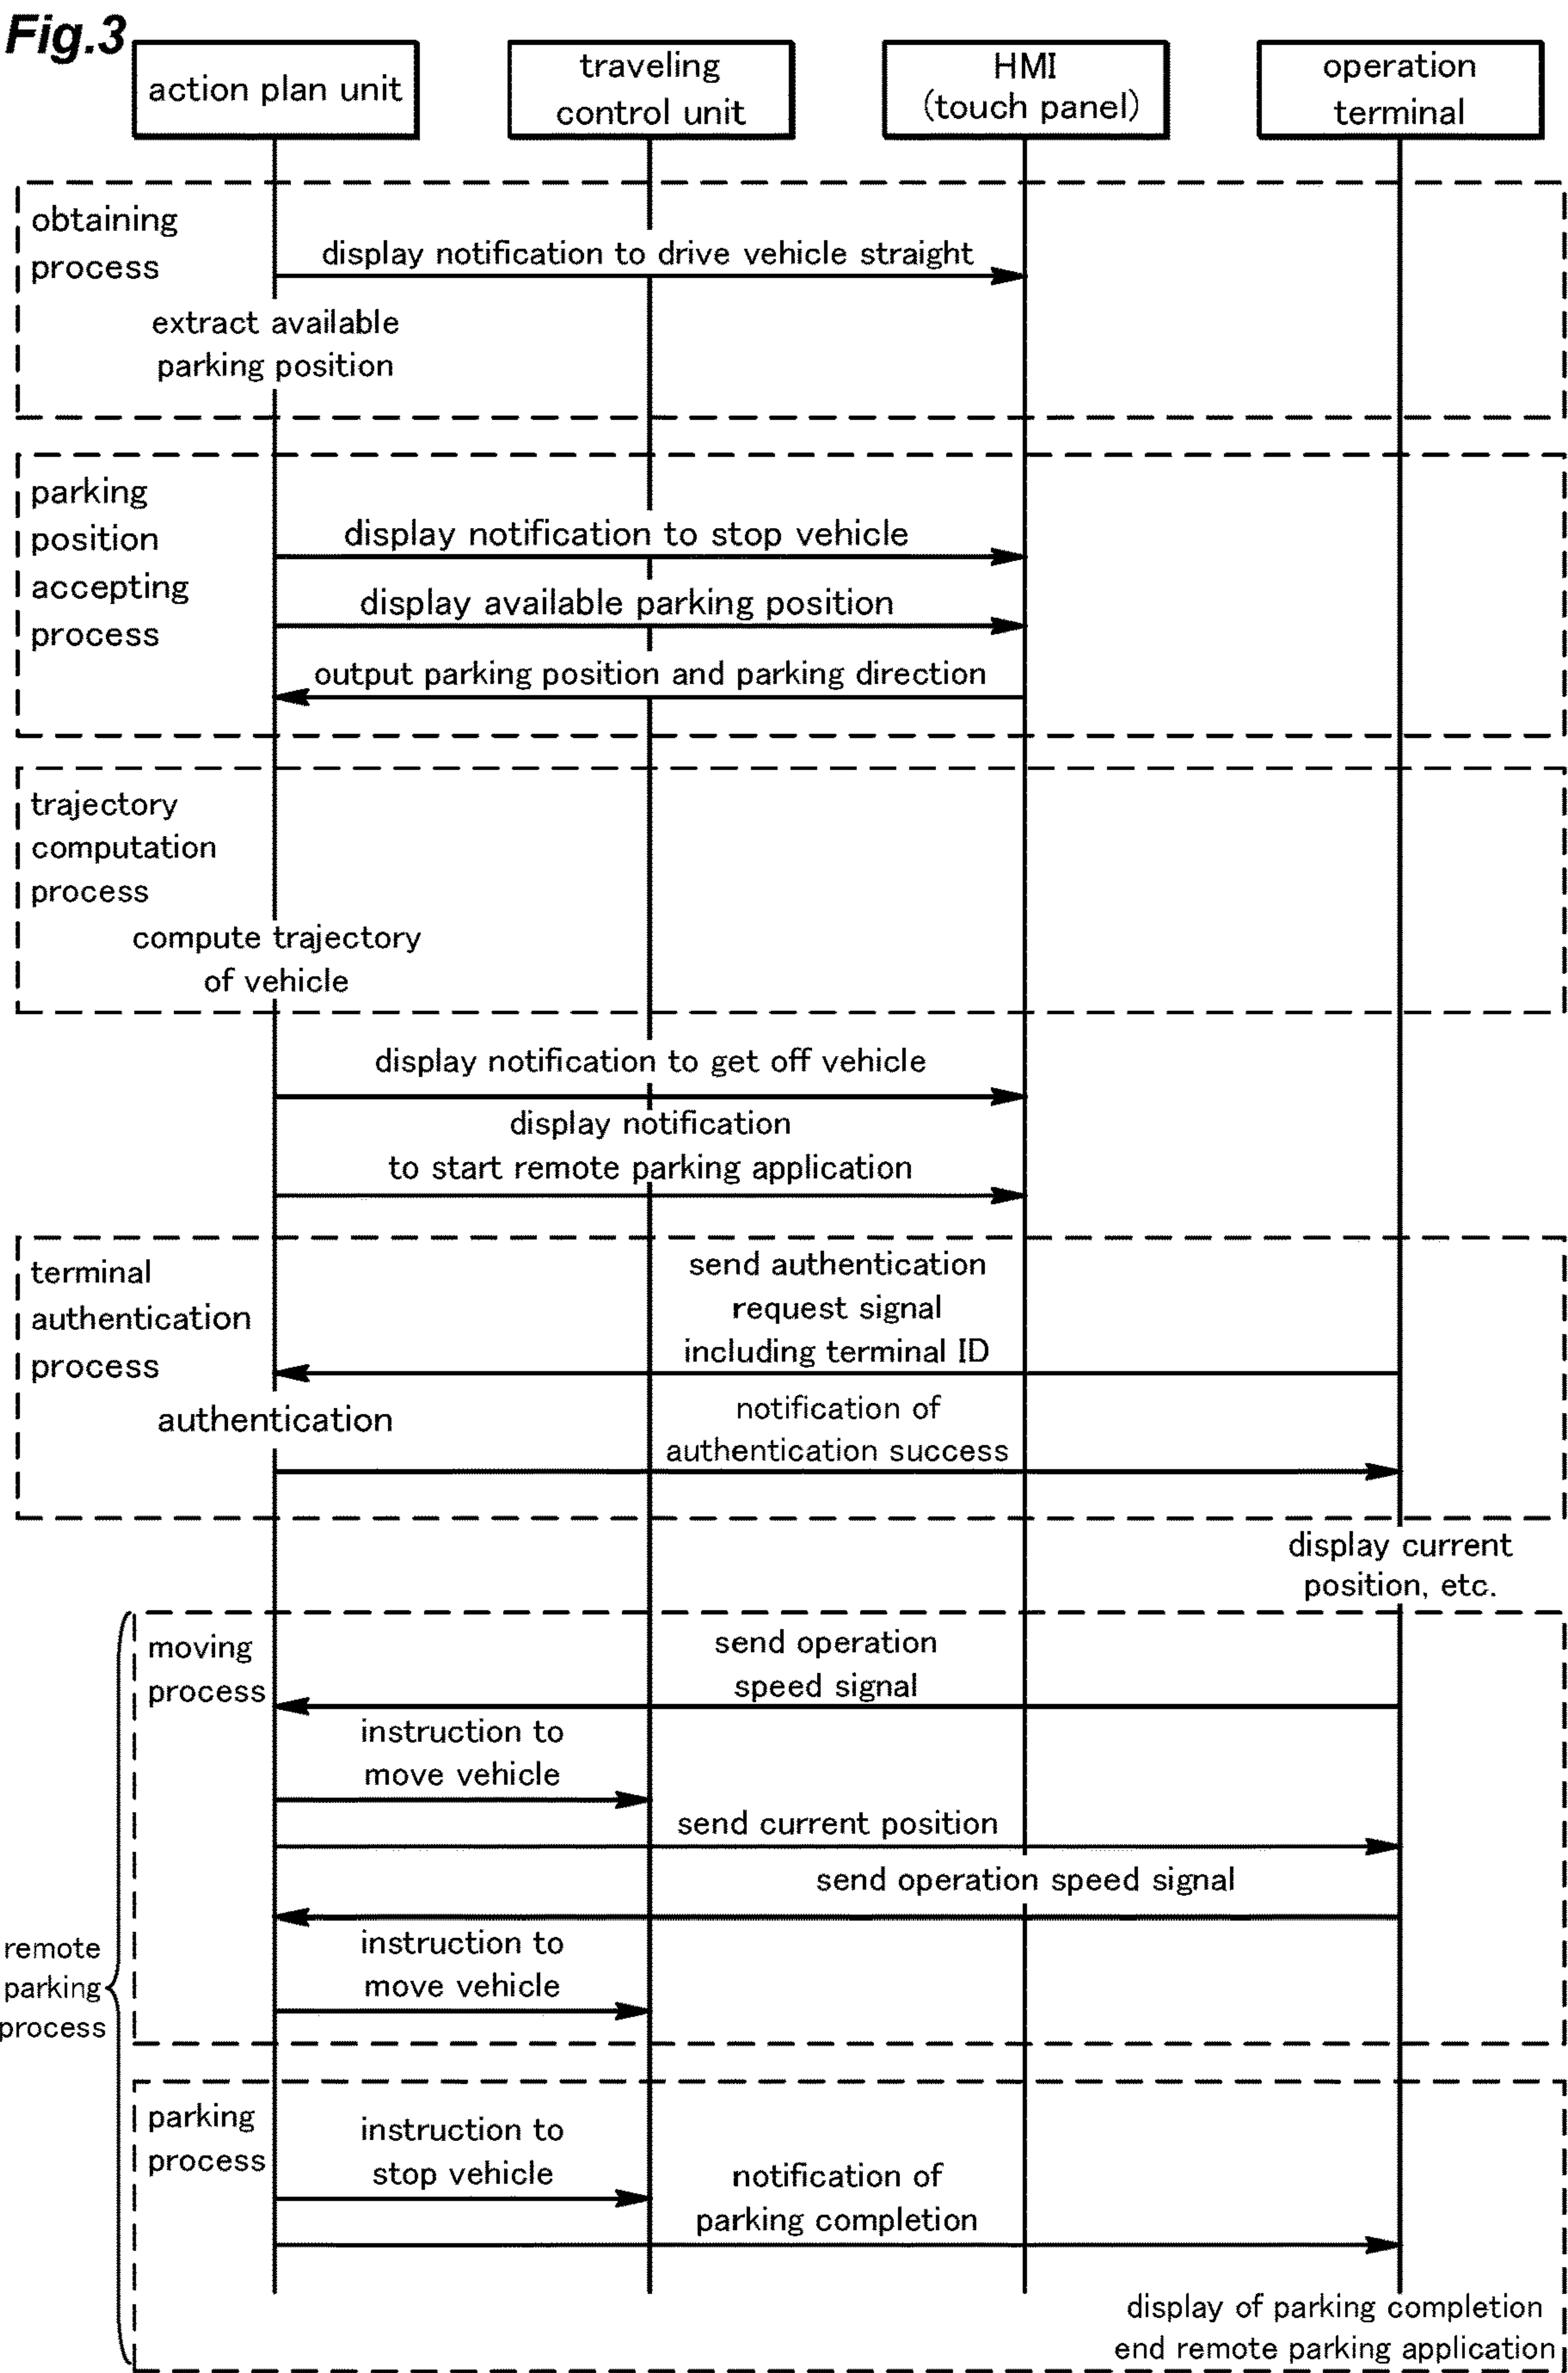 Fig.3
action plan unit
traveling
control unit
HMI
(touch panel)
operation
terminal
obtaining
process
display notification to drive vehicle straight
extract available
parking position
parking
position
accepting
process
display notification to stop vehicle
display available parking position
output parking position and parking direction
trajectory
computation
process
compute trajectory
of vehicle
display notification to get off vehicle
display notification
to start remote parking application
terminal
authentication
process
send authentication
request signal
including terminal ID
authentication
notification of
authentication success
display current
position, etc.
remote
parking
process
moving
process
send operation
speed signal
instruction to
move vehicle
send current position
send operation speed signal
instruction to
move vehicle
parking
process
instruction to
stop vehicle
notification of
parking completion
display of parking completion
end remote parking application